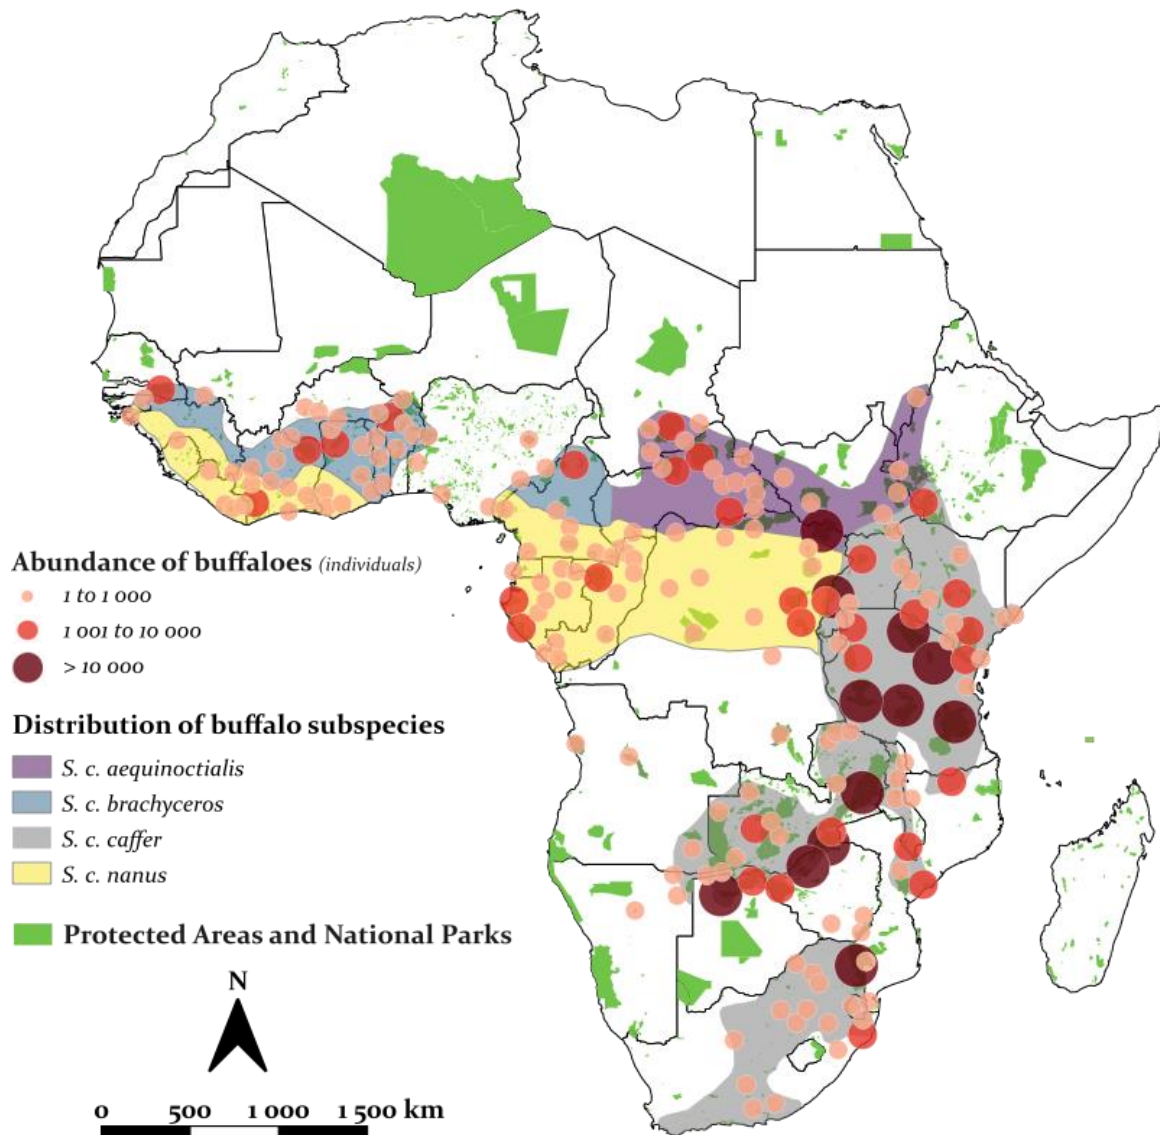 Abundance of buffaloes (individuals)
1 to 1 000
1 001 to 10 000
> 10 000
Distribution of buffalo subspecies
S. c. aequinoctialis
S. c. brachyceros
S. c. caffer
S. c. nanus
Protected Areas and National Parks
N
0 500 1 000 1 500 km